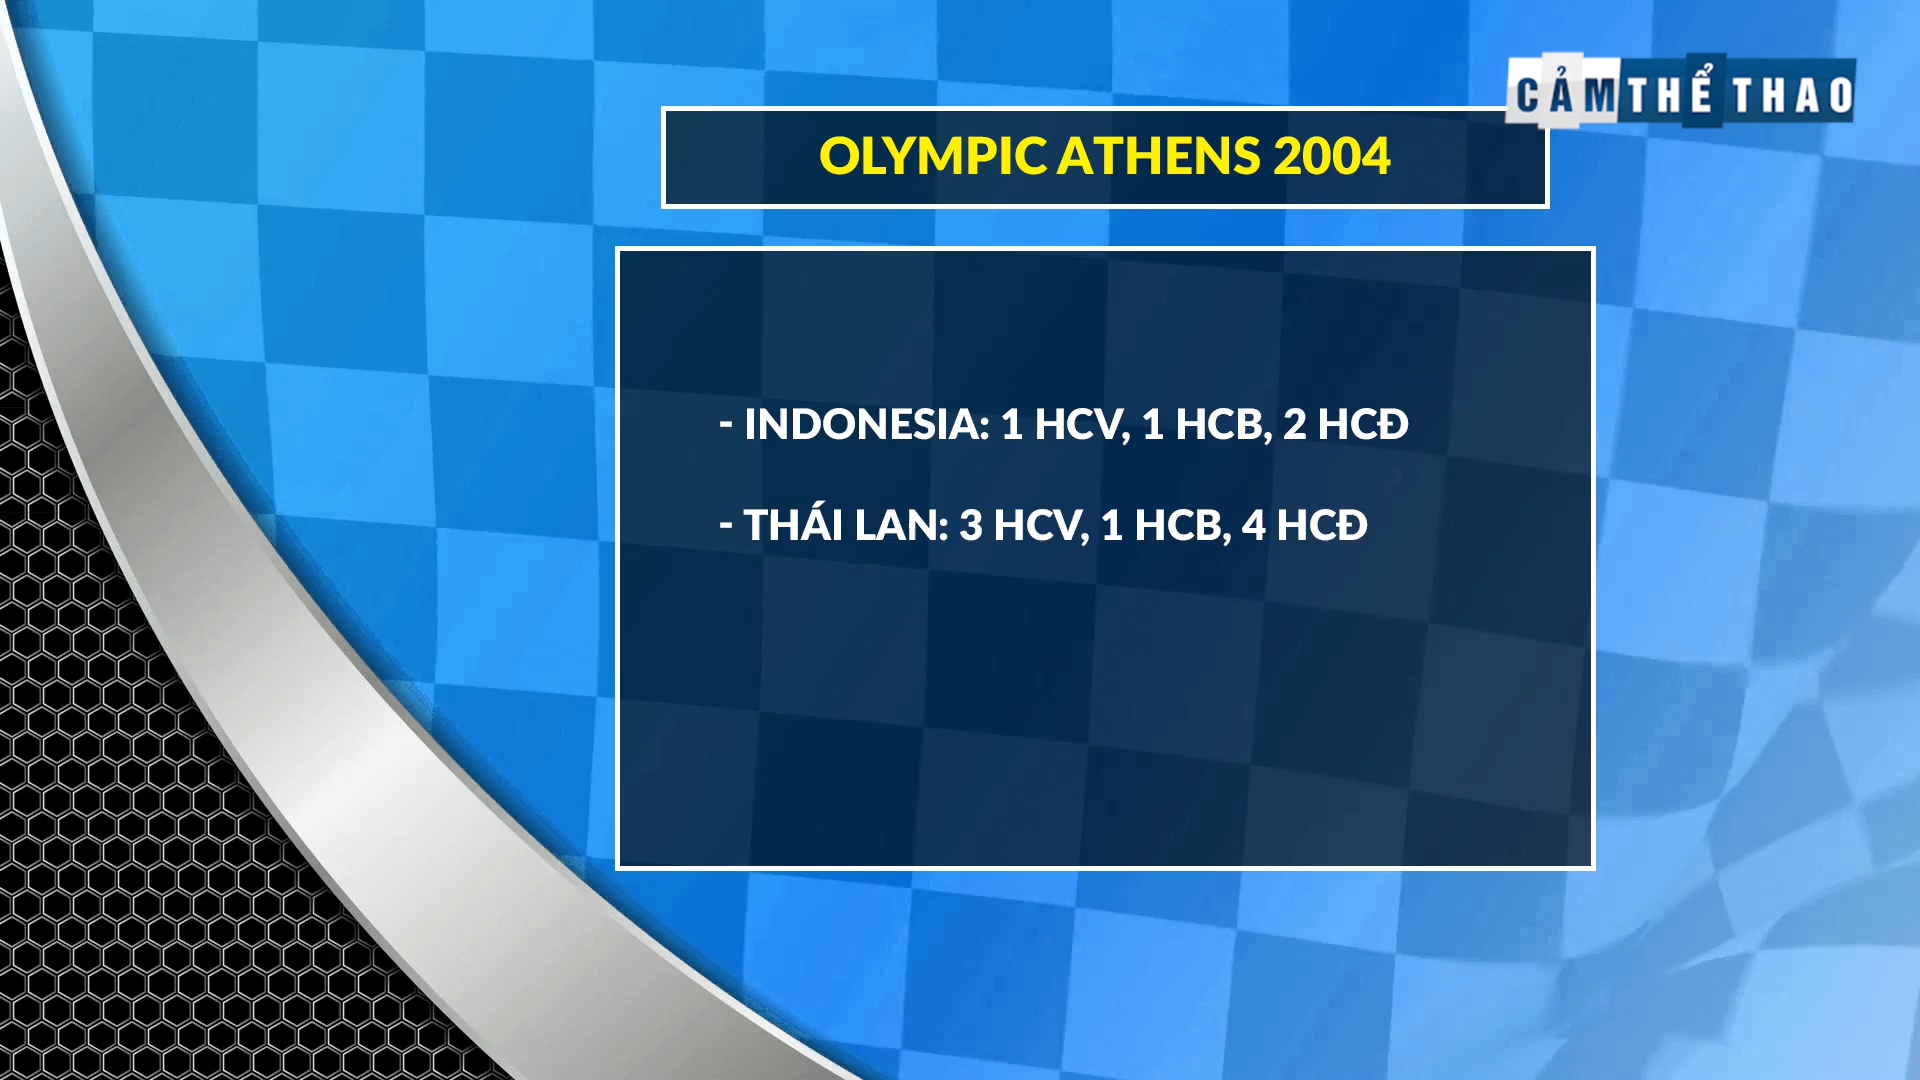 CẢM THỂ THAO
OLYMPIC ATHENS 2004
- INDONESIA: 1 HCV, 1 HCB, 2 HCĐ
- THÁI LAN: 3 HCV, 1 HCB, 4 HCĐ